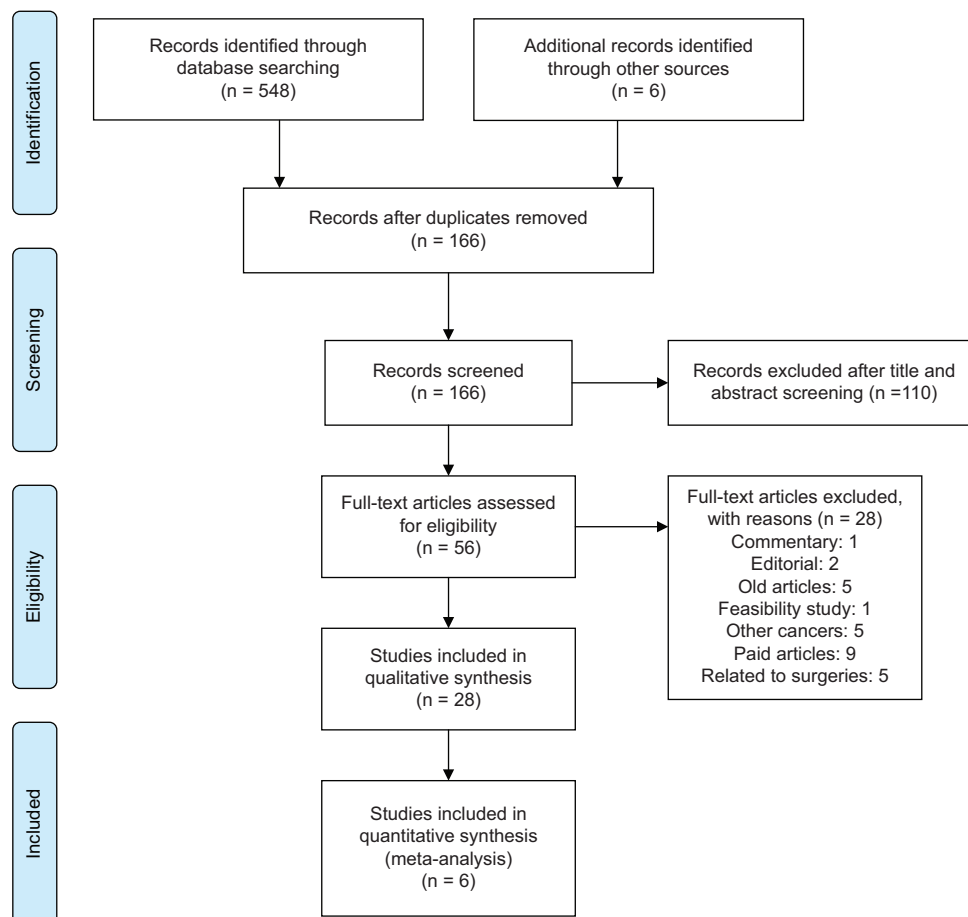 Identification
Records identified through
database searching
(n = 548)
Additional records identified
through other sources
(n = 6)
Records after duplicates removed
(n = 166)
Screening
Records screened
(n = 166)
Records excluded after title and
abstract screening (n =110)
Eligibility
Full-text articles assessed
for eligibility
(n = 56)
Full-text articles excluded,
with reasons (n = 28)
Commentary: 1
Editorial: 2
Old articles: 5
Feasibility study: 1
Other cancers: 5
Paid articles: 9
Related to surgeries: 5
Studies included in
qualitative synthesis
(n = 28)
Included
Studies included in
quantitative synthesis
(meta-analysis)
(n = 6)